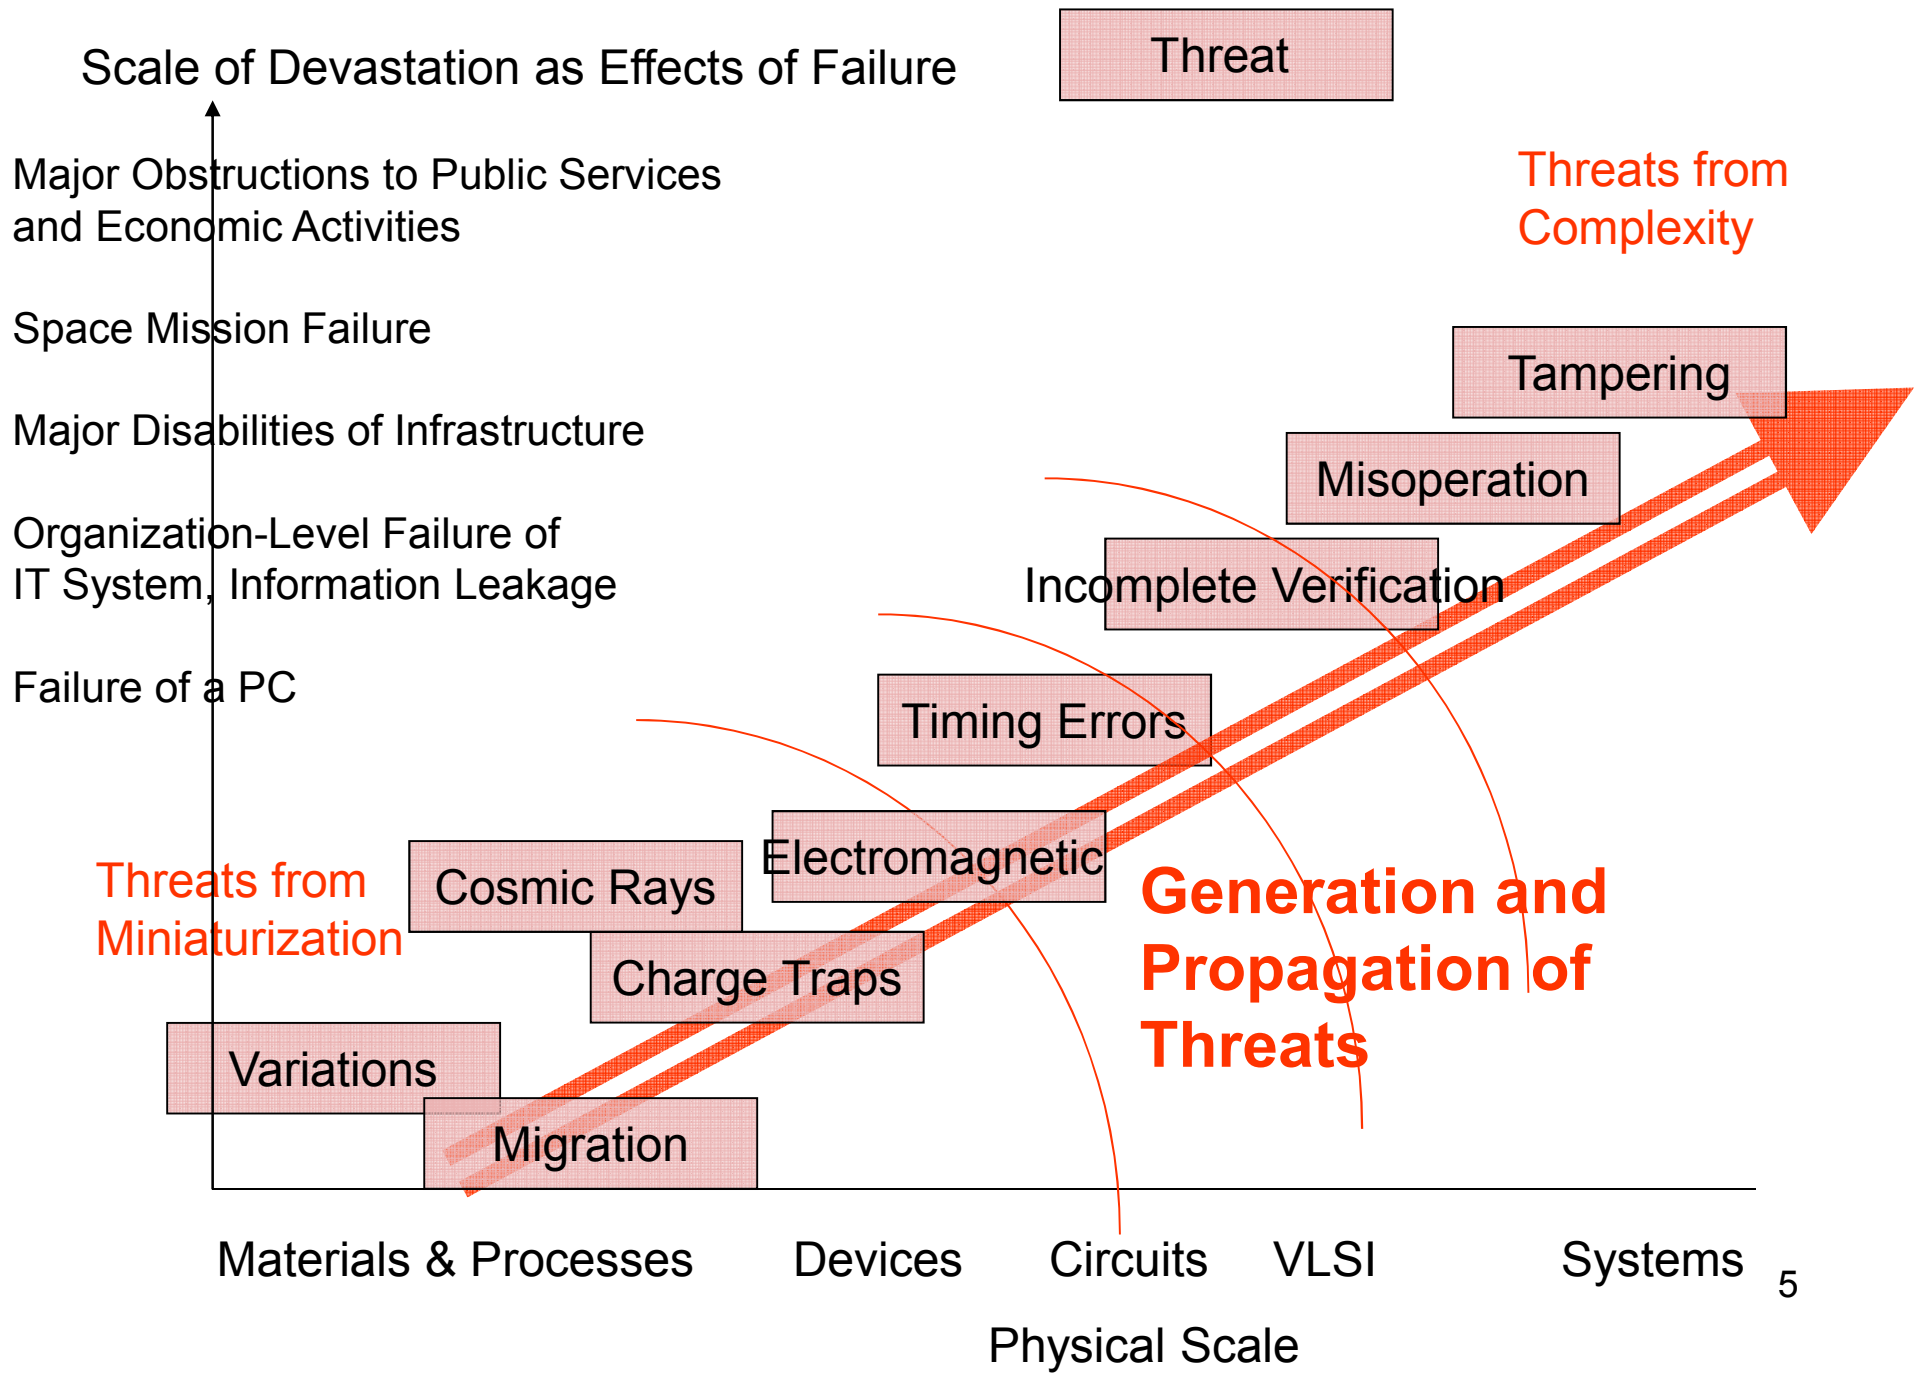 Threat
Scale of Devastation as Effects of Failure
Major Obstructions to Public Services
and Economic Activities
Threats from
Complexity
Space Mission Failure
Tampering
Major Disabilities of Infrastructure
Misoperation
Organization-Level Failure of
IT System, Information Leakage
Incomplete Verification
Failure of a PC
Timing Errors
Electromagnetic
Threats from
Miniaturization
Cosmic Rays
Generation and
Propagation of
Threats
Charge Traps
Variations
Migration
Materials & Processes
Devices
Circuits
VLSI
Systems
5
Physical Scale